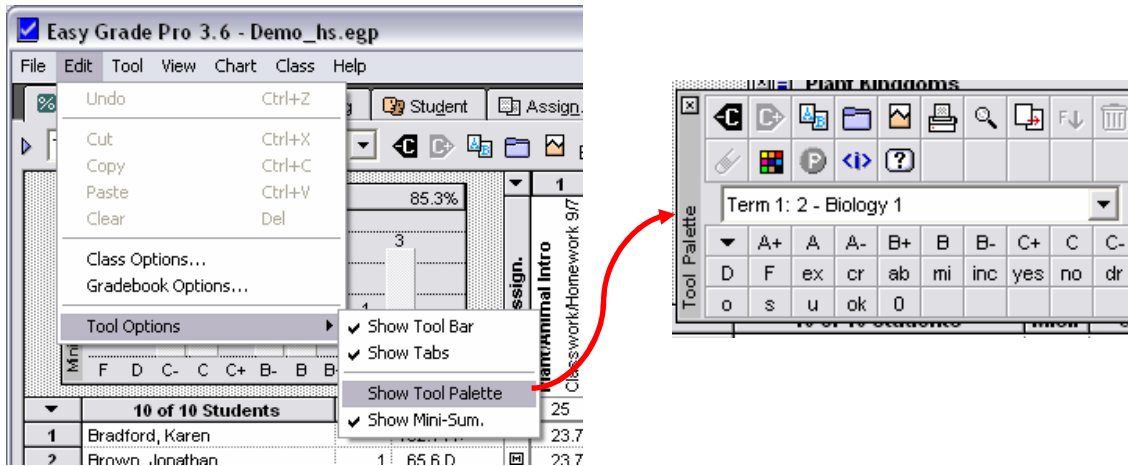 Easy Grade Pro 3.6 - Demo_hs.egp
File Edit Tool View Chart Class Help
Undo Ctrl+Z
Cut Ctrl+X
Copy Ctrl+C
Paste Ctrl+V
Clear Del
Class Options...
Gradebook Options...
Tool Options
Show Tool Bar
Show Tabs
Show Tool Palette
Show Mini-Sum.
Student Assign.
85.3%
3
1
1
Plant/Animal Intro
Classwork/Homework 9/7
F D C- C C+ B- B
10 of 10 Students 25
1 Bradford, Karen 23.7
2 Brown, Jonathan 1 65.6 D M 23.7
Plant Kingdoms
Tool Palette
Term 1: 2 - Biology 1
A+ A A- B+ B B- C+ C C-
D F ex cr ab mi inc yes no dr
o s u ok 0
10 of 10 Students